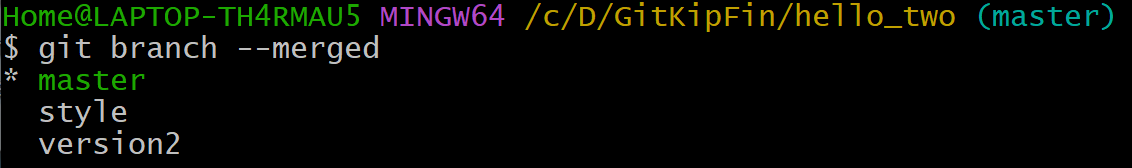 Home@LAPTOP-TH4RMAU5 MINGW64 /c/D/GitKipFin/hello_two (master)
$ git branch --merged
* master
  style
  version2